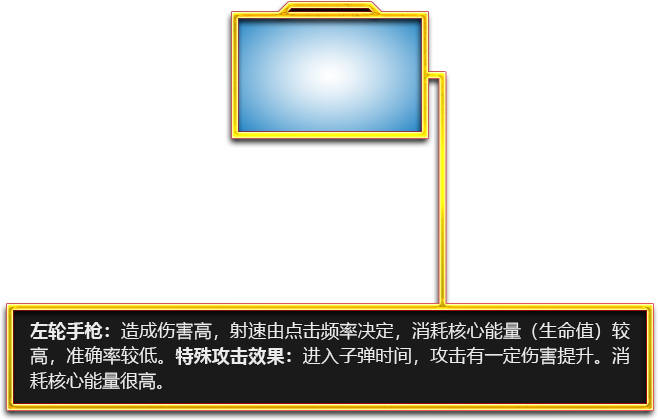 左轮手枪：造成伤害高，射速由点击频率决定，消耗核心能量（生命值）较
高，准确率较低。特殊攻击效果：进入子弹时间，攻击有一定伤害提升。消
耗核心能量很高。